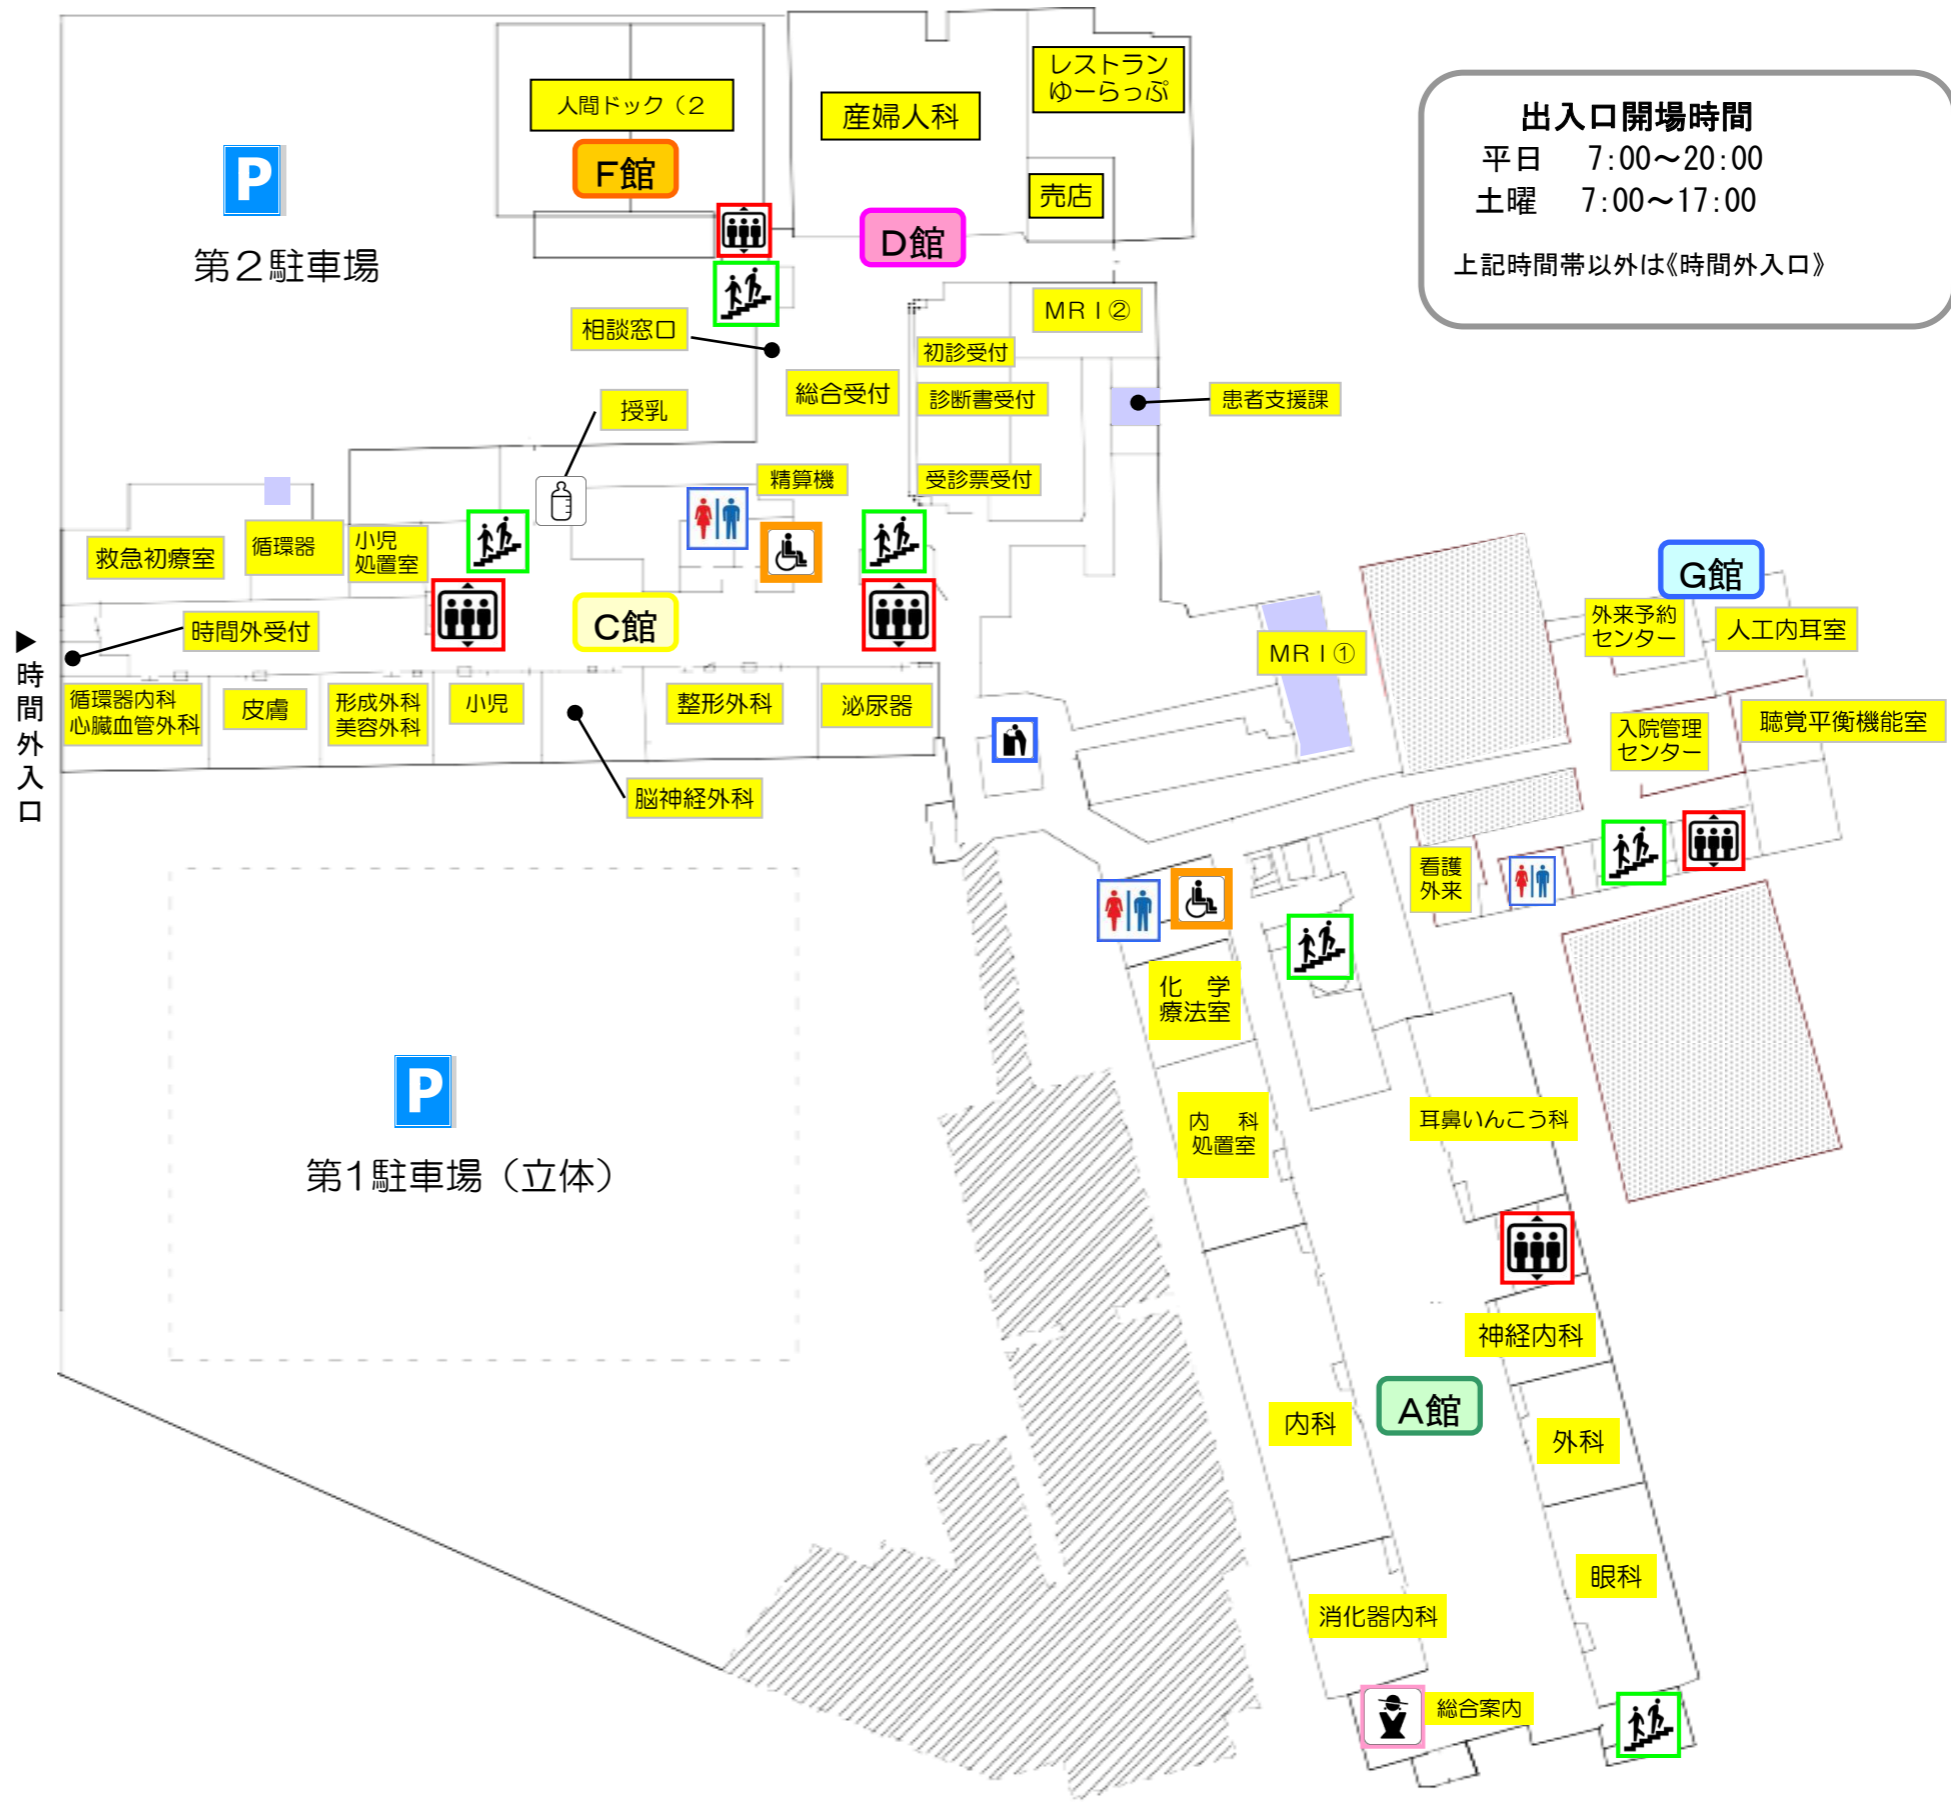 レストラン
ゆーらっぷ
人間ドック（２
産婦人科
F館
売店
D館
出入口開場時間
平日　7:00～20:00
土曜　7:00～17:00
上記時間帯以外は《時間外入口》
P
第２駐車場
相談窓口
MRI②
初診受付
総合受付
診断書受付
患者支援課
授乳
精算機
受診票受付
救急初療室
循環器
小児
処置室
C館
時間外受付
▶時間外入口
循環器内科
心臓血管外科
皮膚
形成外科
美容外科
小児
整形外科
泌尿器
脳神経外科
MRI①
G館
外来予約
センター
人工内耳室
入院管理
センター
聴覚平衡機能室
看護
外来
化　学
療法室
内　科
処置室
耳鼻いんこう科
P
第1駐車場（立体）
神経内科
A館
内科
外科
眼科
消化器内科
総合案内